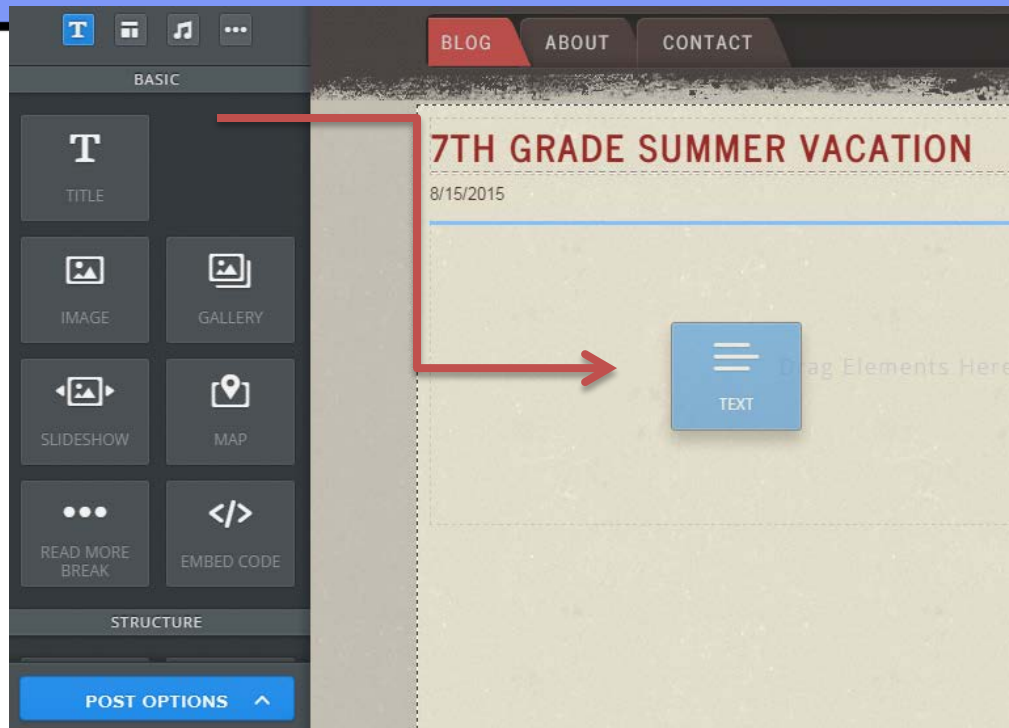 T
BASIC
T
TITLE
IMAGE
GALLERY
SLIDESHOW
MAP
READ MORE
BREAK
</>
EMBED CODE
STRUCTURE
POST OPTIONS
BLOG
ABOUT
CONTACT
7TH GRADE SUMMER VACATION
8/15/2015
Drag Elements Here
TEXT